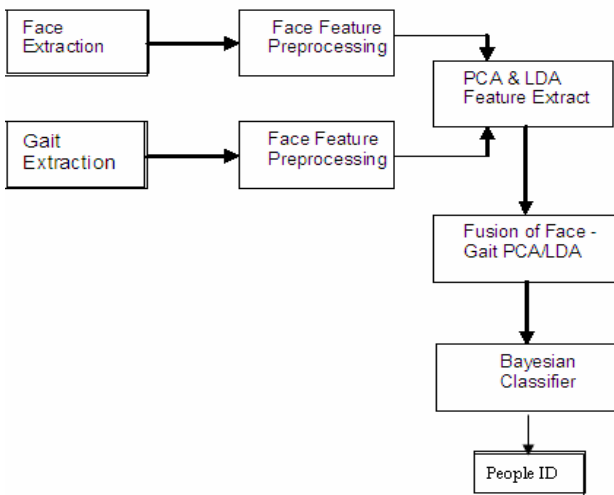 Face
Extraction
Face Feature
Preprocessing
PCA & LDA
Feature Extract
Gait
Extraction
Face Feature
Preprocessing
Fusion of Face -
Gait PCA/LDA
Bayesian
Classifier
People ID